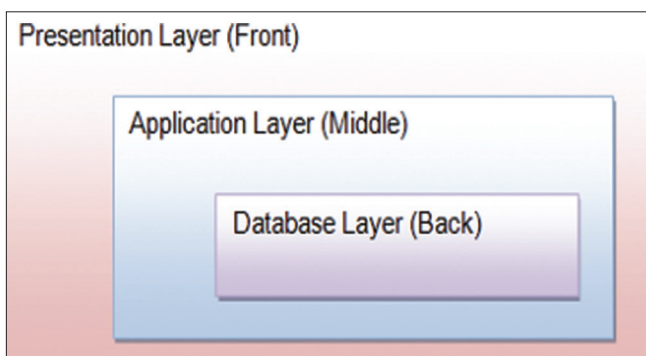 Presentation Layer (Front)
Application Layer (Middle)
Database Layer (Back)